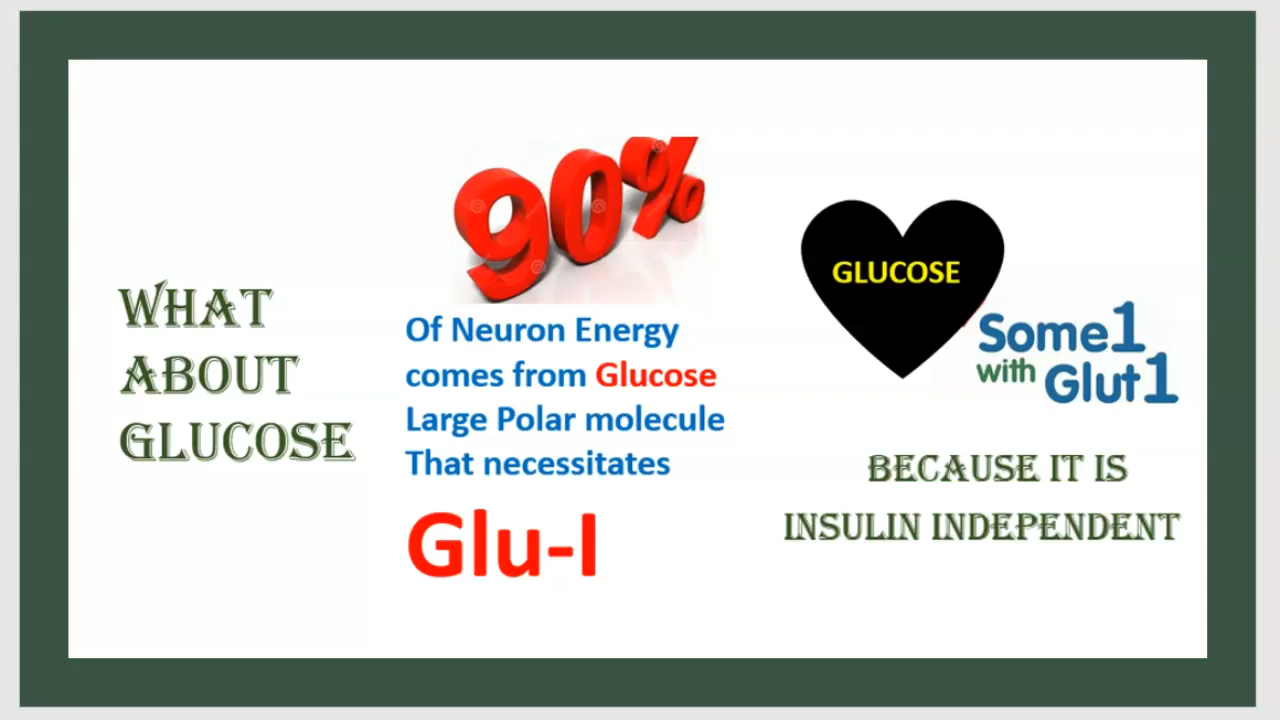 WHAT
ABOUT
GLUCOSE
90%
Of Neuron Energy
comes from Glucose
Large Polar molecule
That necessitates
Glu-I
GLUCOSE
Some1
with Glut1
BECAUSE IT IS
INSULIN INDEPENDENT